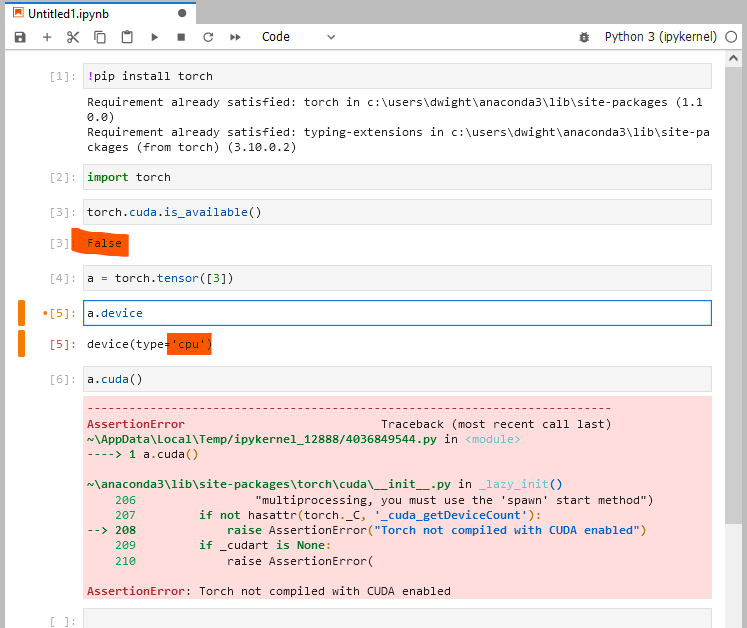 Untitled1.ipynb
Code
Python 3 (ipykernel)
[1]: !pip install torch
Requirement already satisfied: torch in c:\users\dwight\anaconda3\lib\site-packages (1.1
0.0)
Requirement already satisfied: typing-extensions in c:\users\dwight\anaconda3\lib\site-pa
ckages (from torch) (3.10.0.2)
[2]: import torch
[3]: torch.cuda.is_available()
[3]: False
[4]: a = torch.tensor([3])
•[5]: a.device
[5]: device(type='cpu')
[6]: a.cuda()
---------------------------------------------------------------------------
AssertionError                            Traceback (most recent call last)
~\AppData\Local\Temp/ipykernel_12888/4036849544.py in <module>
----> 1 a.cuda()
~\anaconda3\lib\site-packages\torch\cuda\__init__.py in _lazy_init()
    206                 "multiprocessing, you must use the 'spawn' start method")
    207         if not hasattr(torch._C, '_cuda_getDeviceCount'):
--> 208             raise AssertionError("Torch not compiled with CUDA enabled")
    209         if _cudart is None:
    210             raise AssertionError(
AssertionError: Torch not compiled with CUDA enabled
[ ]: